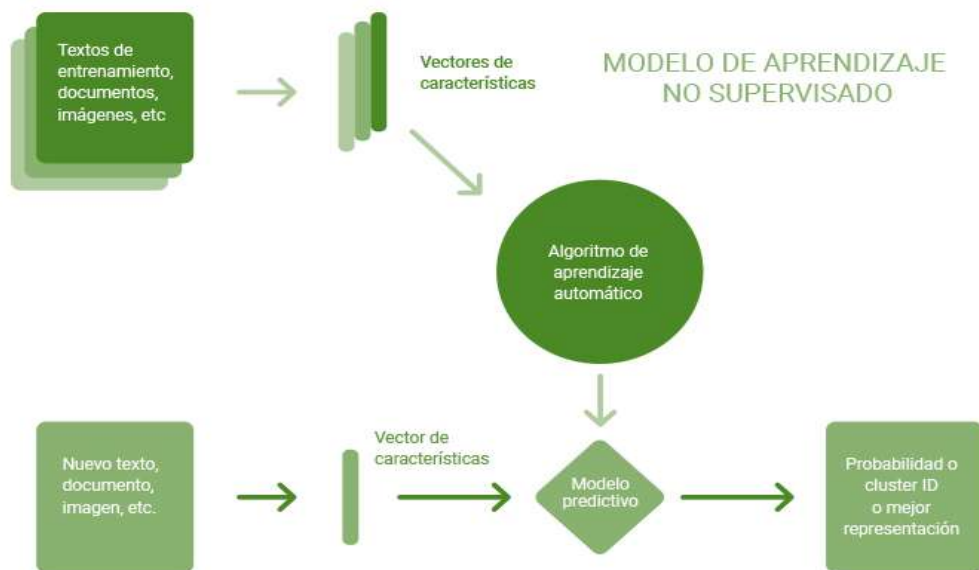 Textos de
entrenamiento,
documentos,
imágenes, etc
Vectores de
característicås
MODELO DE APRENDIZAJE
NO SUPERVISADO
Algoritmo de
aprendizaje
automático
Nuevo texto,
documento,
imagen, etc.
Vector de
características
Modelo
predictivo
Probabilidad o
cluster ID
o mejor
representación